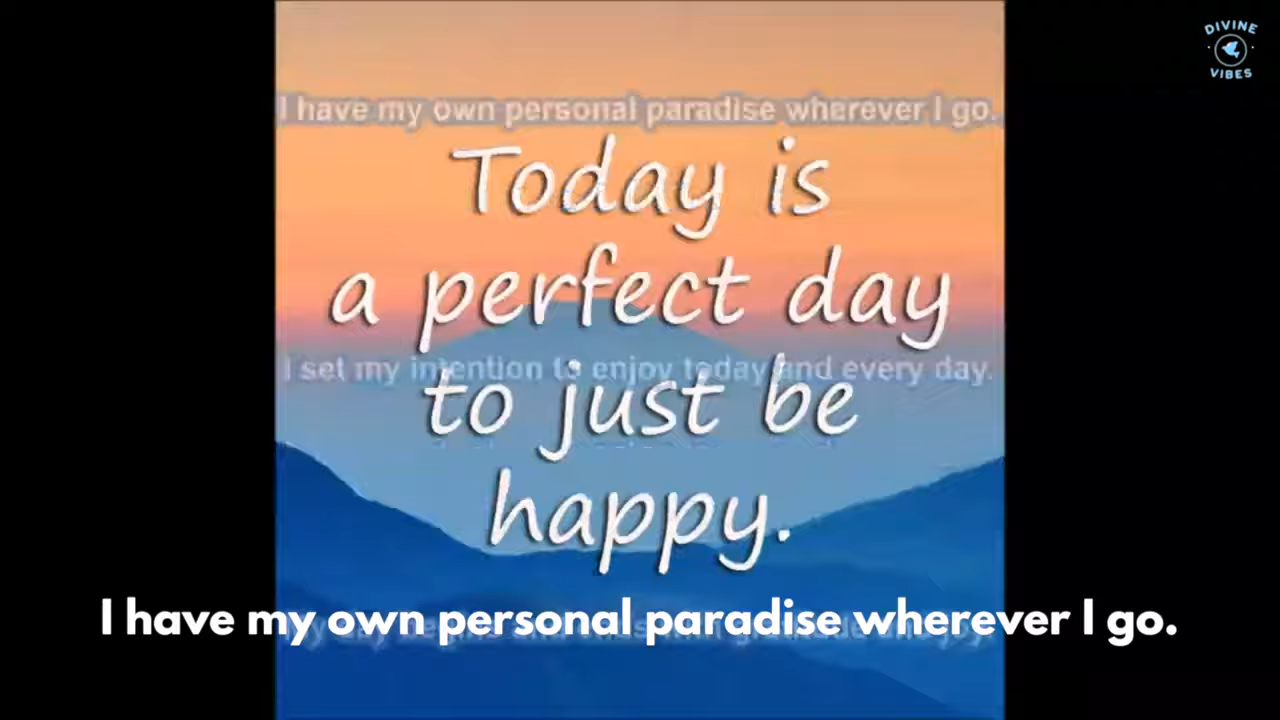 DIVINE
VIBES
I have my own personal paradise wherever I go.
Today is
a perfect day
I set my intention to enjoy today and every day.
to just be
happy.
I have my own personal paradise wherever I go.